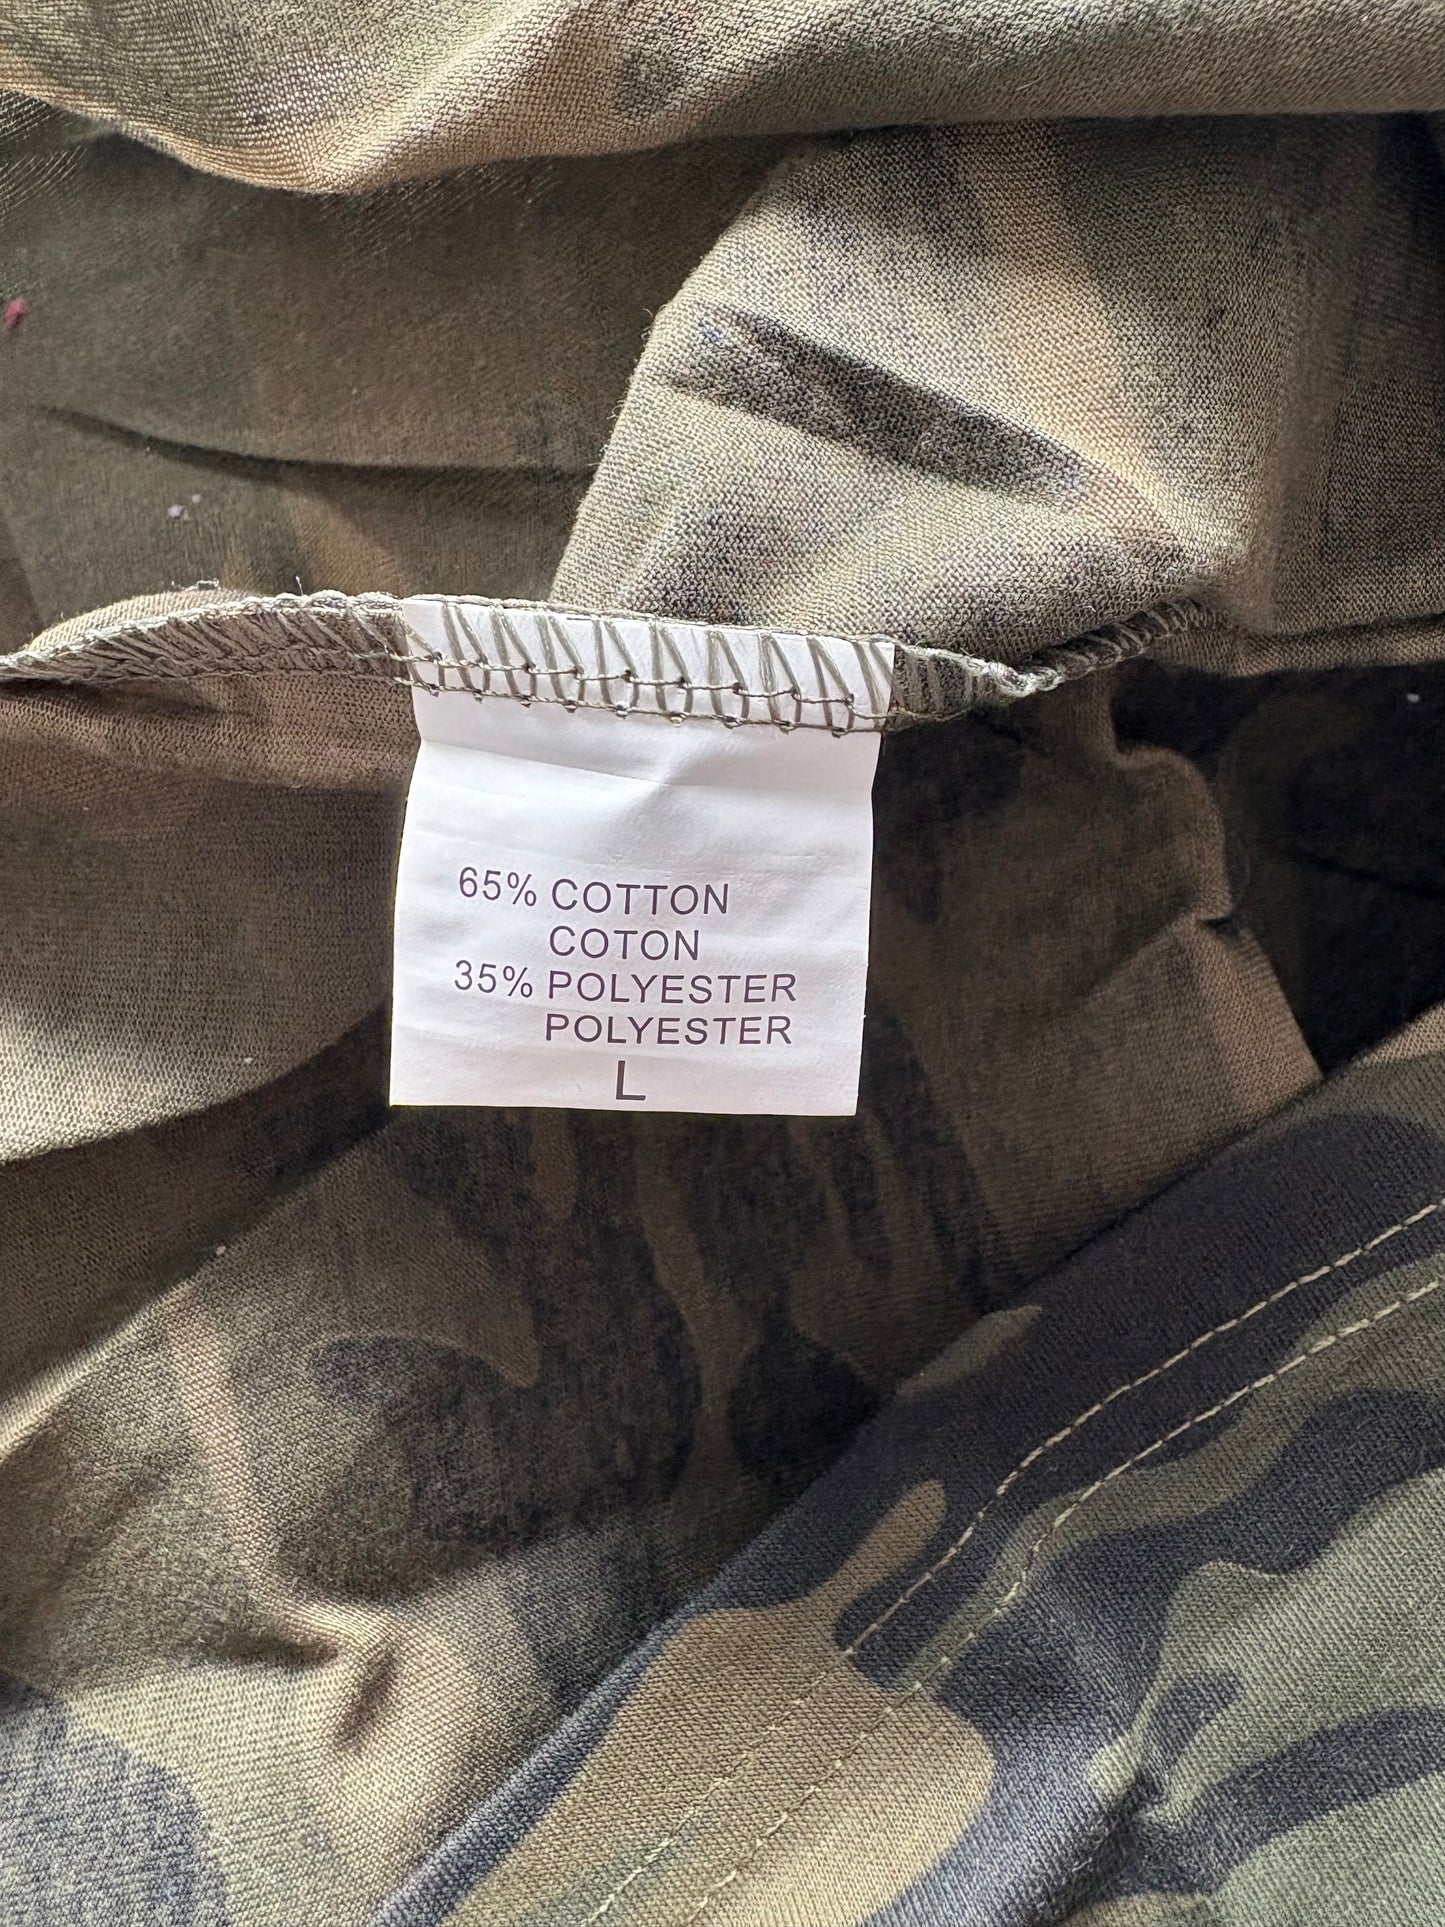 65% COTTON
COTON
35% POLYESTER
POLYESTER
L